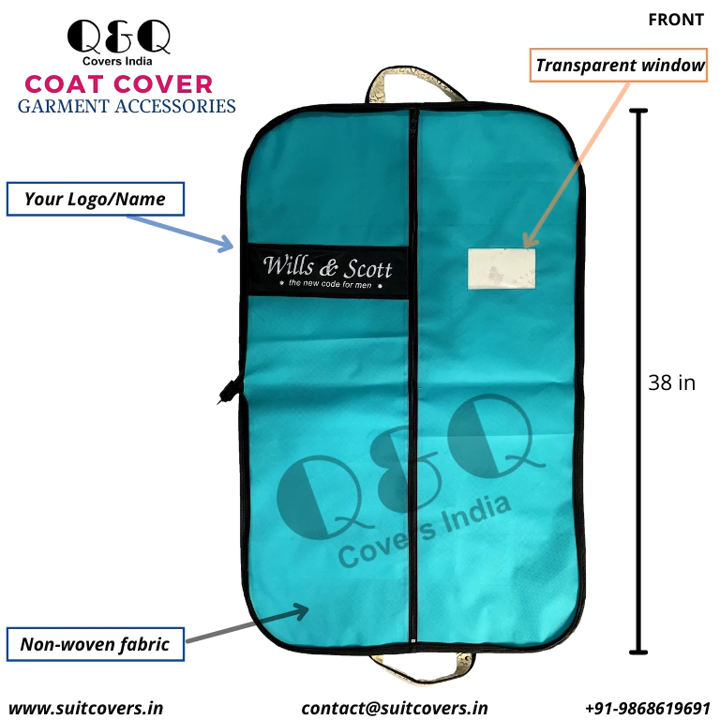 FRONT
Q&Q
Covers India
COAT COVER
GARMENT ACCESSORIES
Transparent window
Your Logo/Name
Wills & Scott
• the new code for men •
38 in
Q&Q
Covers India
Non-woven fabric
www.suitcovers.in
contact@suitcovers.in
+91-9868619691